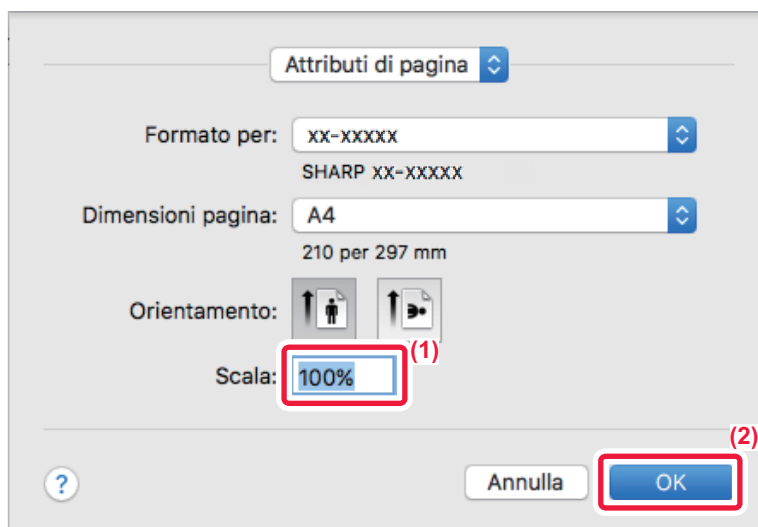 Attributi di pagina
Formato per: xx-xxxxx
SHARP xx-xxxxx
Dimensioni pagina: A4
210 per 297 mm
Orientamento:
(1)
Scala: 100%
(2)
? Annulla OK